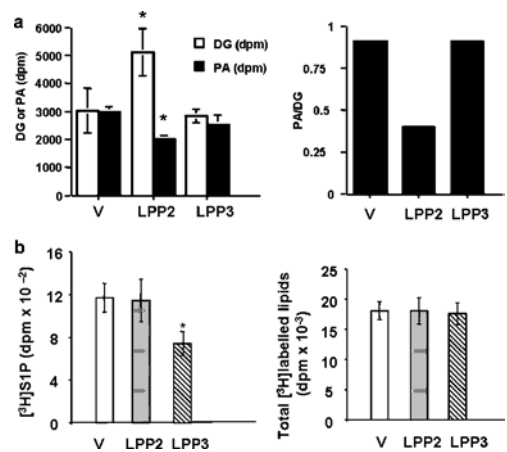 a
DG or PA (dpm)
6000
5000
4000
3000
2000
1000
0
*
*
DG (dpm)
PA (dpm)
V LPP2 LPP3
PA/DG
1
0.75
0.5
0.25
0
V LPP2 LPP3
b
[³H]S1P (dpm x 10⁻²)
16
12
8
4
0
*
V LPP2 LPP3
Total [³H]labelled lipids
(dpm x 10⁻³)
25
20
15
10
5
0
V LPP2 LPP3